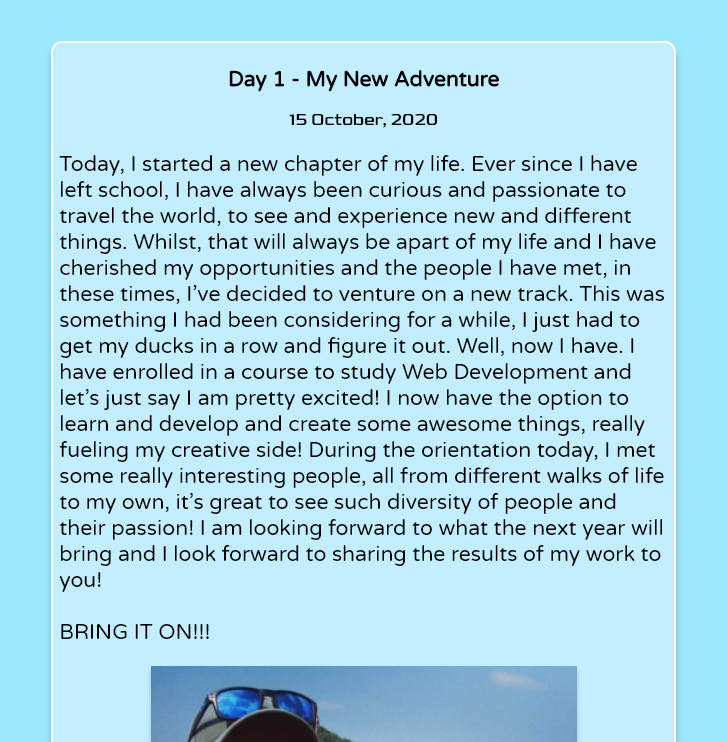 Day 1 - My New Adventure
15 October, 2020
Today, I started a new chapter of my life. Ever since I have
left school, I have always been curious and passionate to
travel the world, to see and experience new and different
things. Whilst, that will always be apart of my life and I have
cherished my opportunities and the people I have met, in
these times, I've decided to venture on a new track. This was
something I had been considering for a while, I just had to
get my ducks in a row and figure it out. Well, now I have. I
have enrolled in a course to study Web Development and
let's just say I am pretty excited! I now have the option to
learn and develop and create some awesome things, really
fueling my creative side! During the orientation today, I met
some really interesting people, all from different walks of life
to my own, it's great to see such diversity of people and
their passion! I am looking forward to what the next year will
bring and I look forward to sharing the results of my work to
you!
BRING IT ON!!!